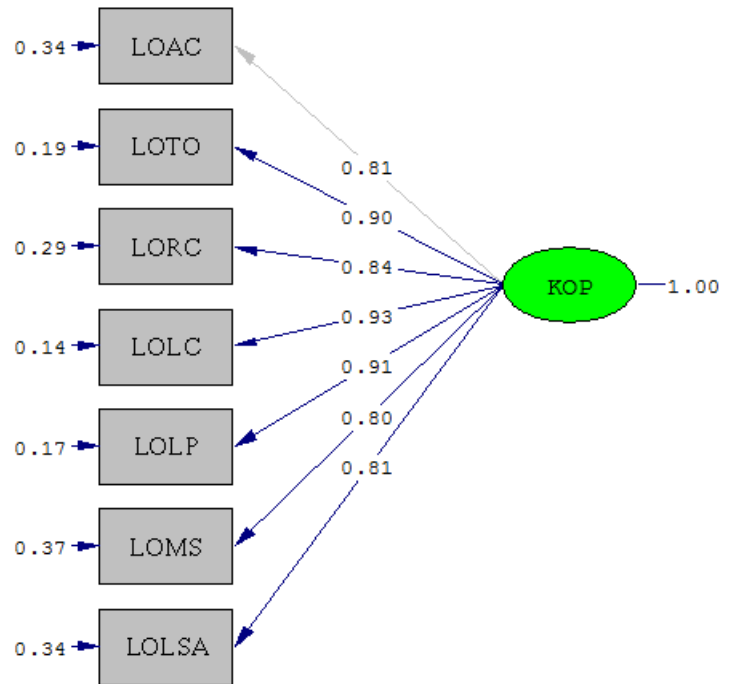 0.34 LOAC
0.81
0.19 LOTO
0.90
0.29 LORC
0.84
KOP 1.00
0.93
0.14 LOLC
0.91
0.80
0.17 LOLP
0.81
0.37 LOMS
0.34 LOLSA